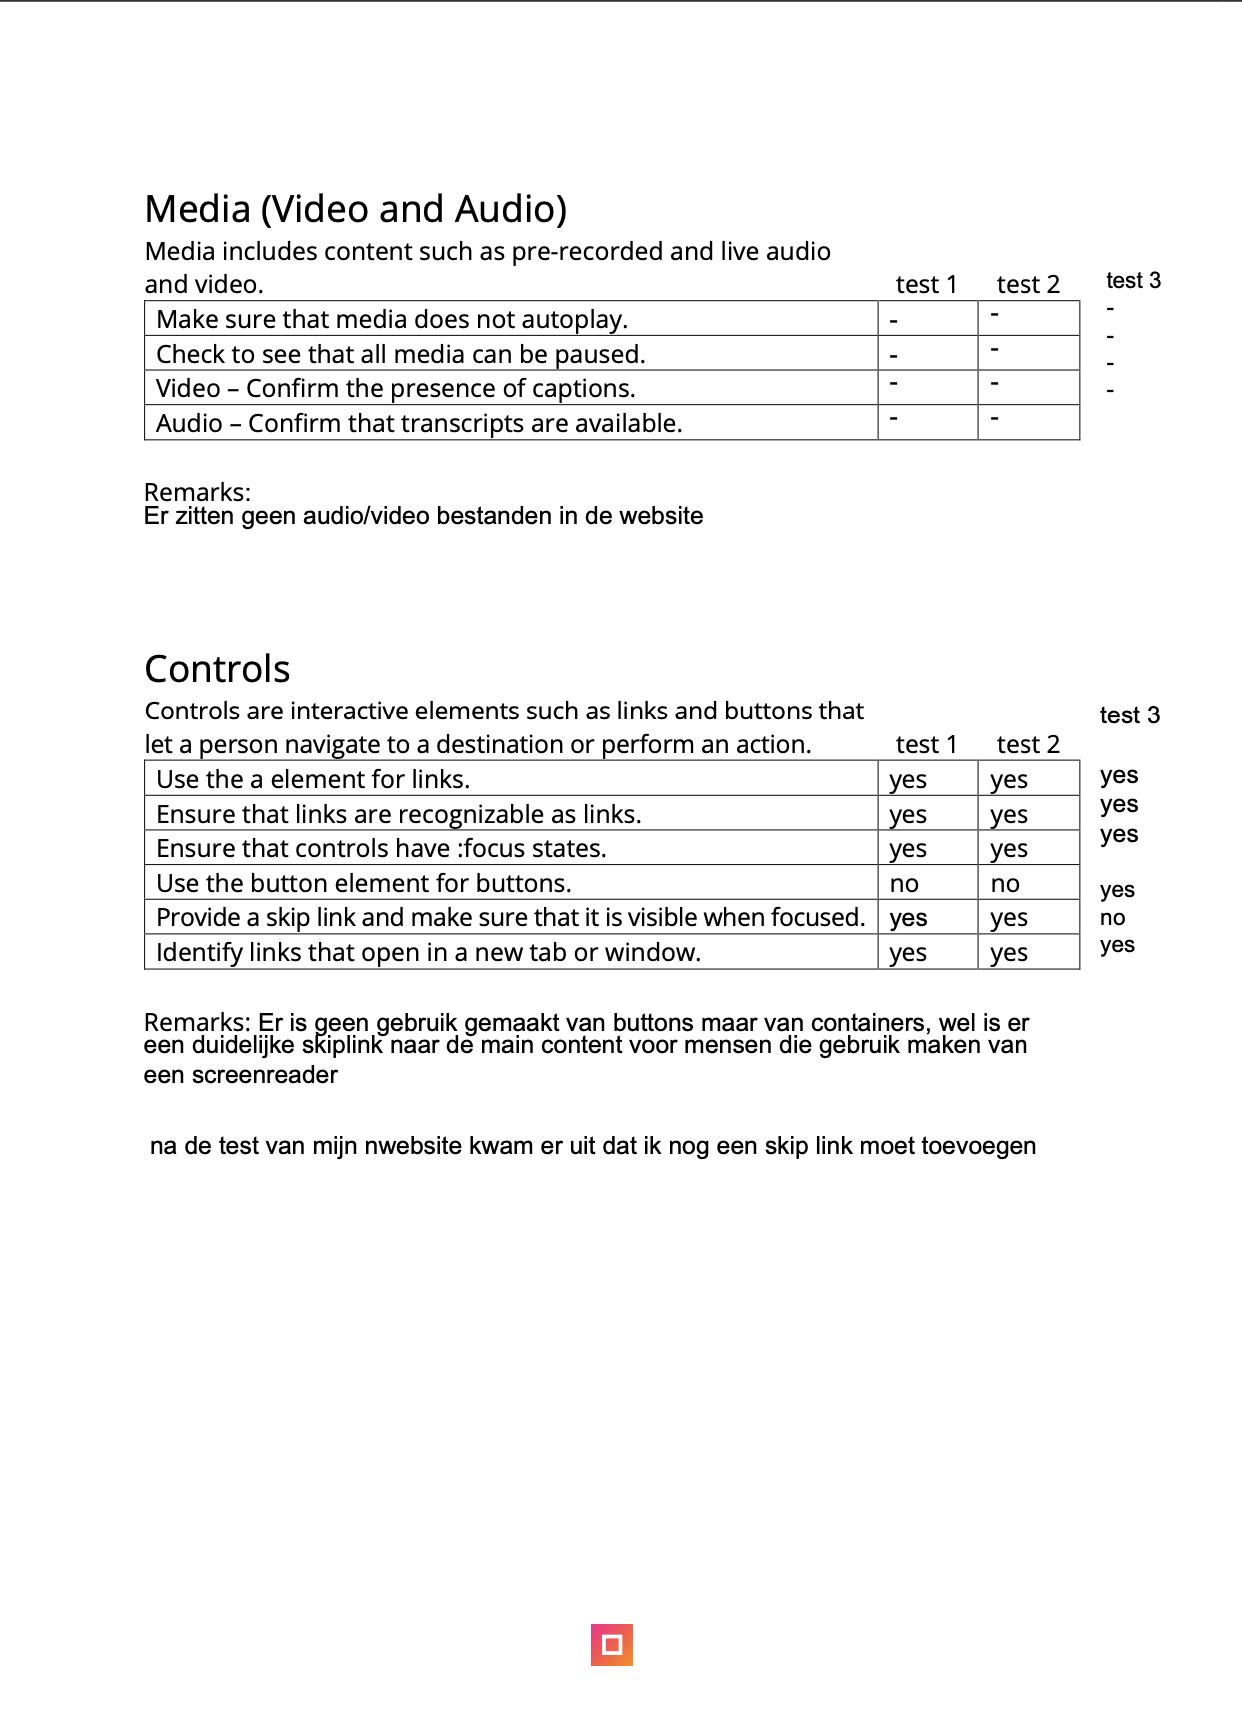 Media (Video and Audio)
Media includes content such as pre-recorded and live audio
and video. test 1 test 2 test 3
Make sure that media does not autoplay. - - -
Check to see that all media can be paused. - - -
Video – Confirm the presence of captions. - - -
Audio – Confirm that transcripts are available. - - -
Remarks:
Er zitten geen audio/video bestanden in de website
Controls
Controls are interactive elements such as links and buttons that test 3
let a person navigate to a destination or perform an action. test 1 test 2
Use the a element for links. yes yes yes
Ensure that links are recognizable as links. yes yes yes
Ensure that controls have :focus states. yes yes yes
Use the button element for buttons. no no yes
Provide a skip link and make sure that it is visible when focused. yes yes no
Identify links that open in a new tab or window. yes yes yes
Remarks: Er is geen gebruik gemaakt van buttons maar van containers, wel is er
een duidelijke skiplink naar de main content voor mensen die gebruik maken van
een screenreader
na de test van mijn nwebsite kwam er uit dat ik nog een skip link moet toevoegen